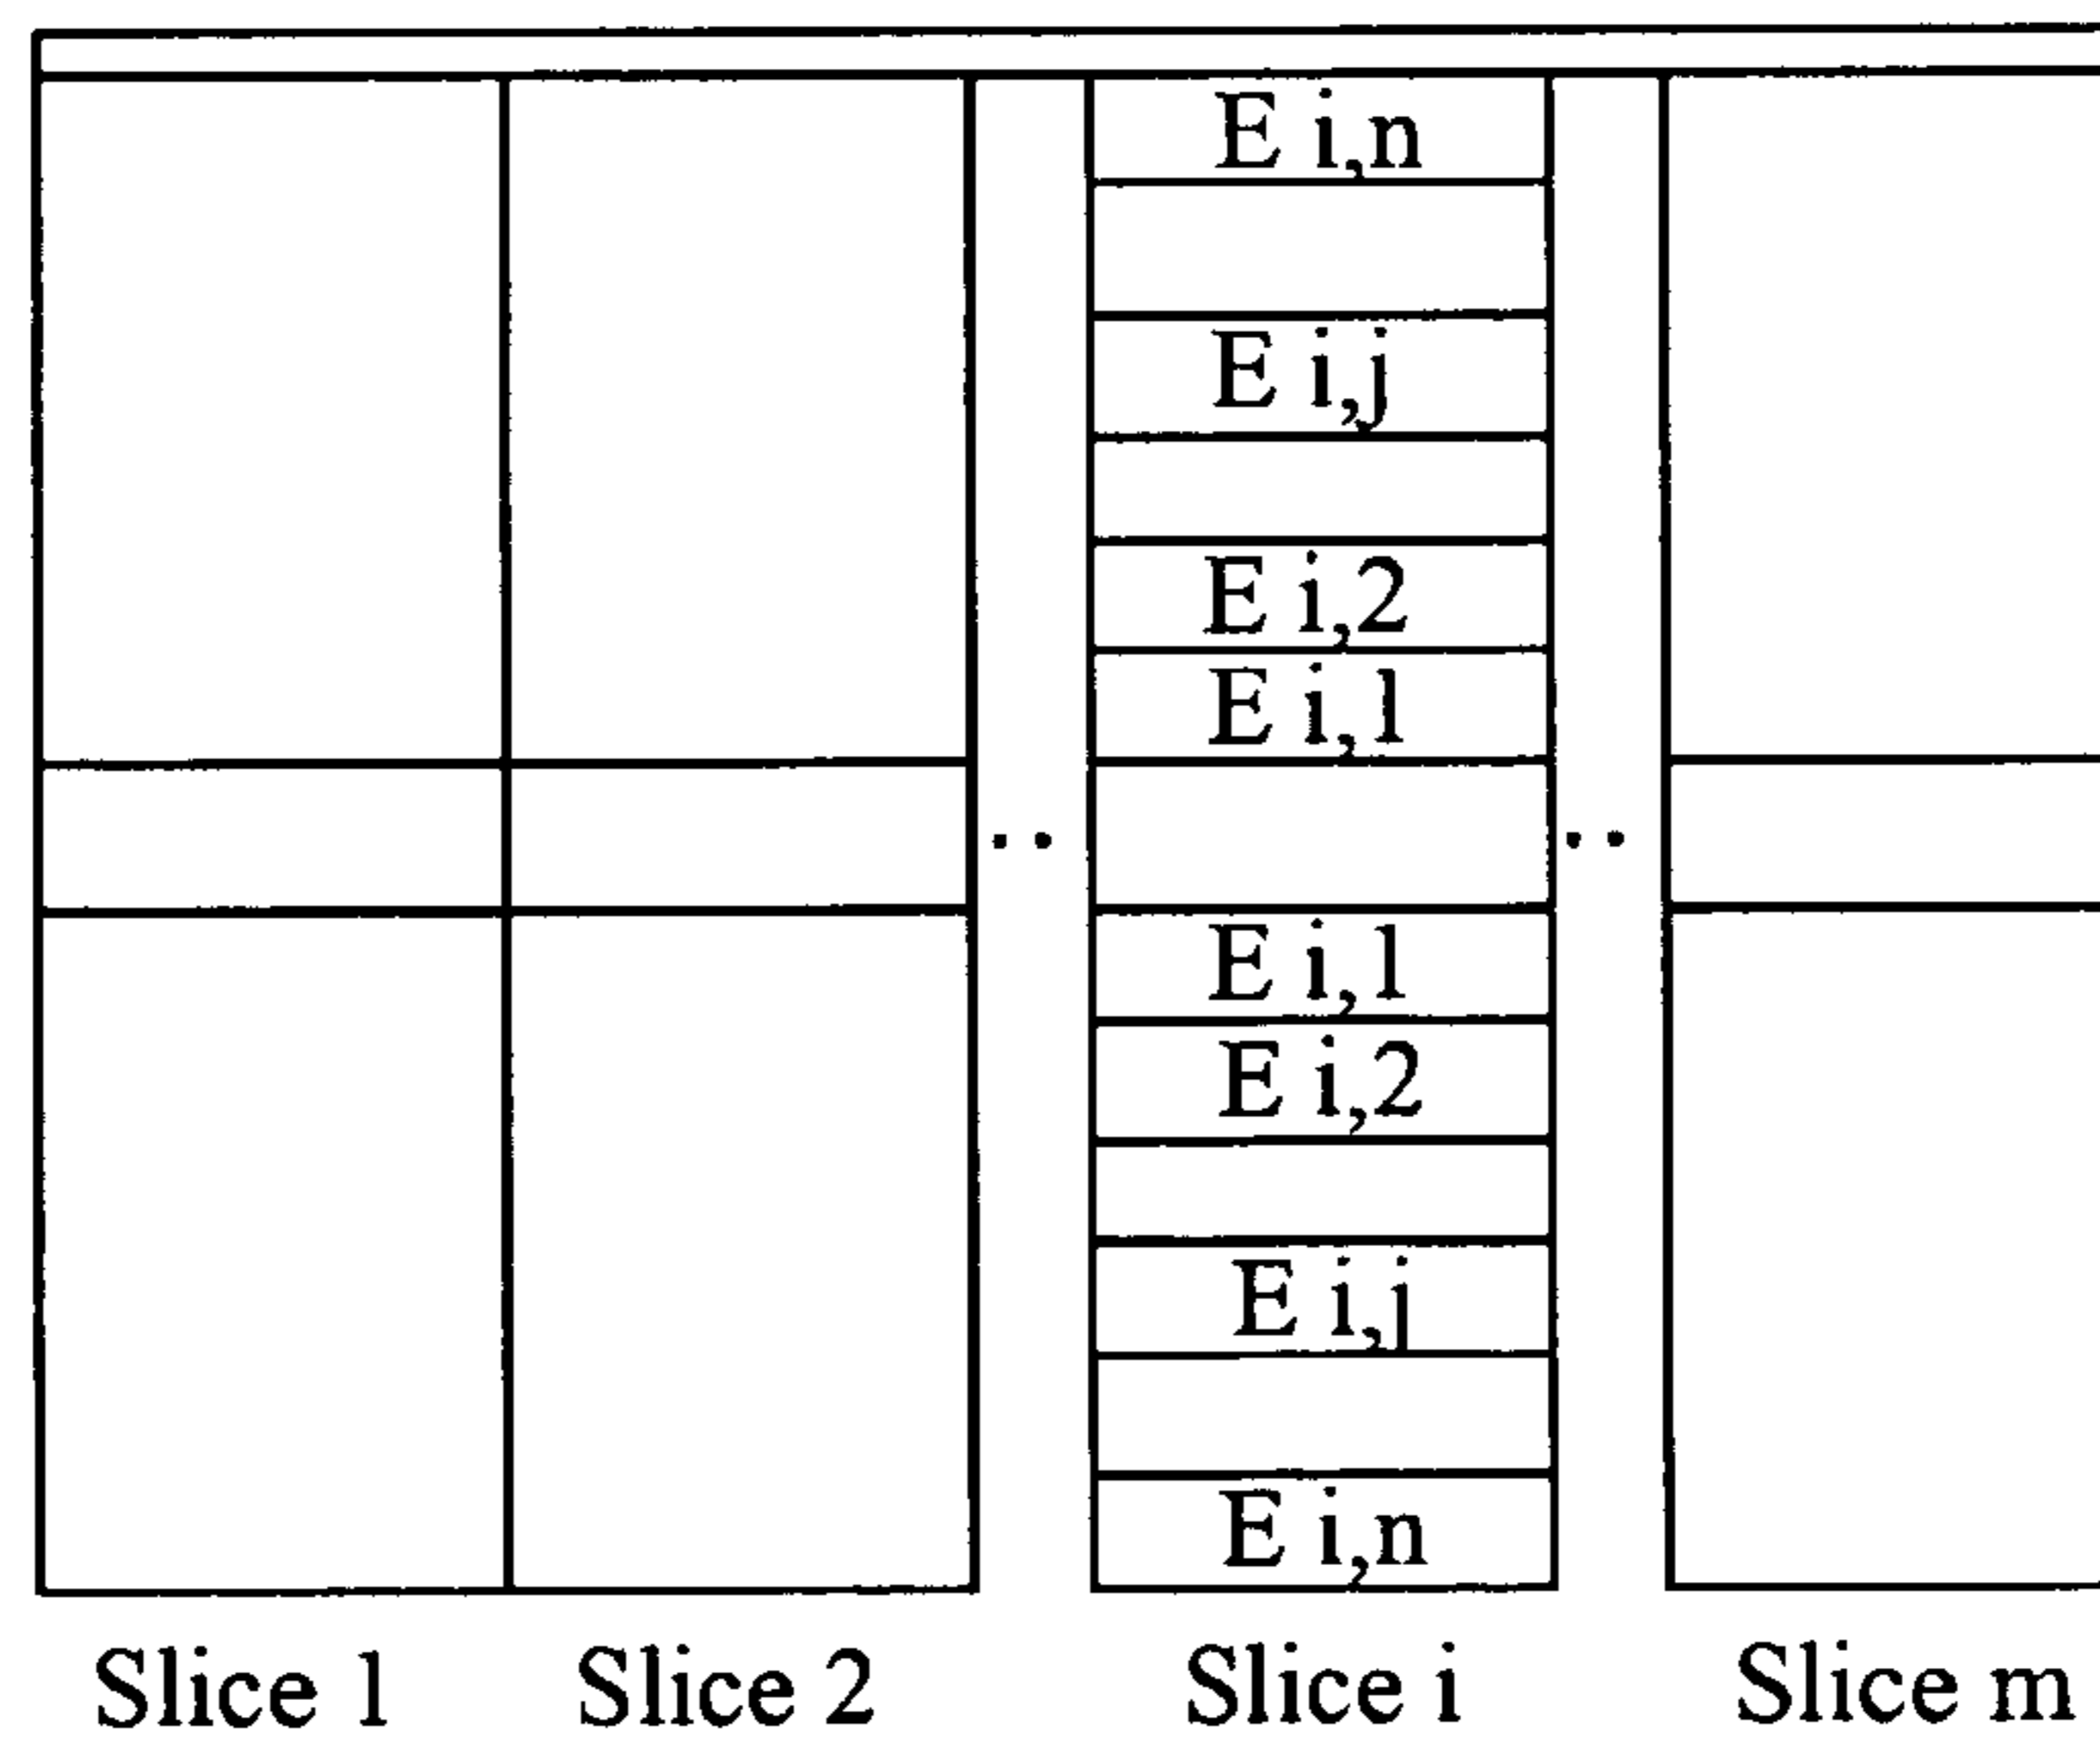 E i,n
E i,j
E i,2
E i,1
..
..
E i,1
E i,2
E i,j
E i,n
Slice 1 Slice 2 Slice i Slice m